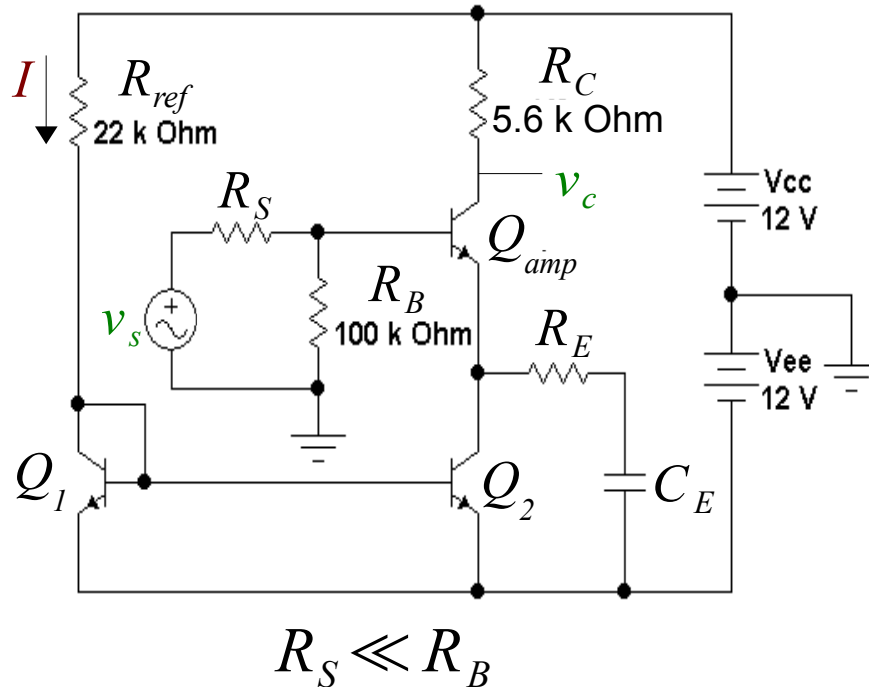 I
R_ref
22 k Ohm
R_C
5.6 k Ohm
v_c
Vcc
12 V
R_S
Q_amp
v_s
R_B
100 k Ohm
R_E
Vee
12 V
Q_1
Q_2
C_E
R_S ≪ R_B